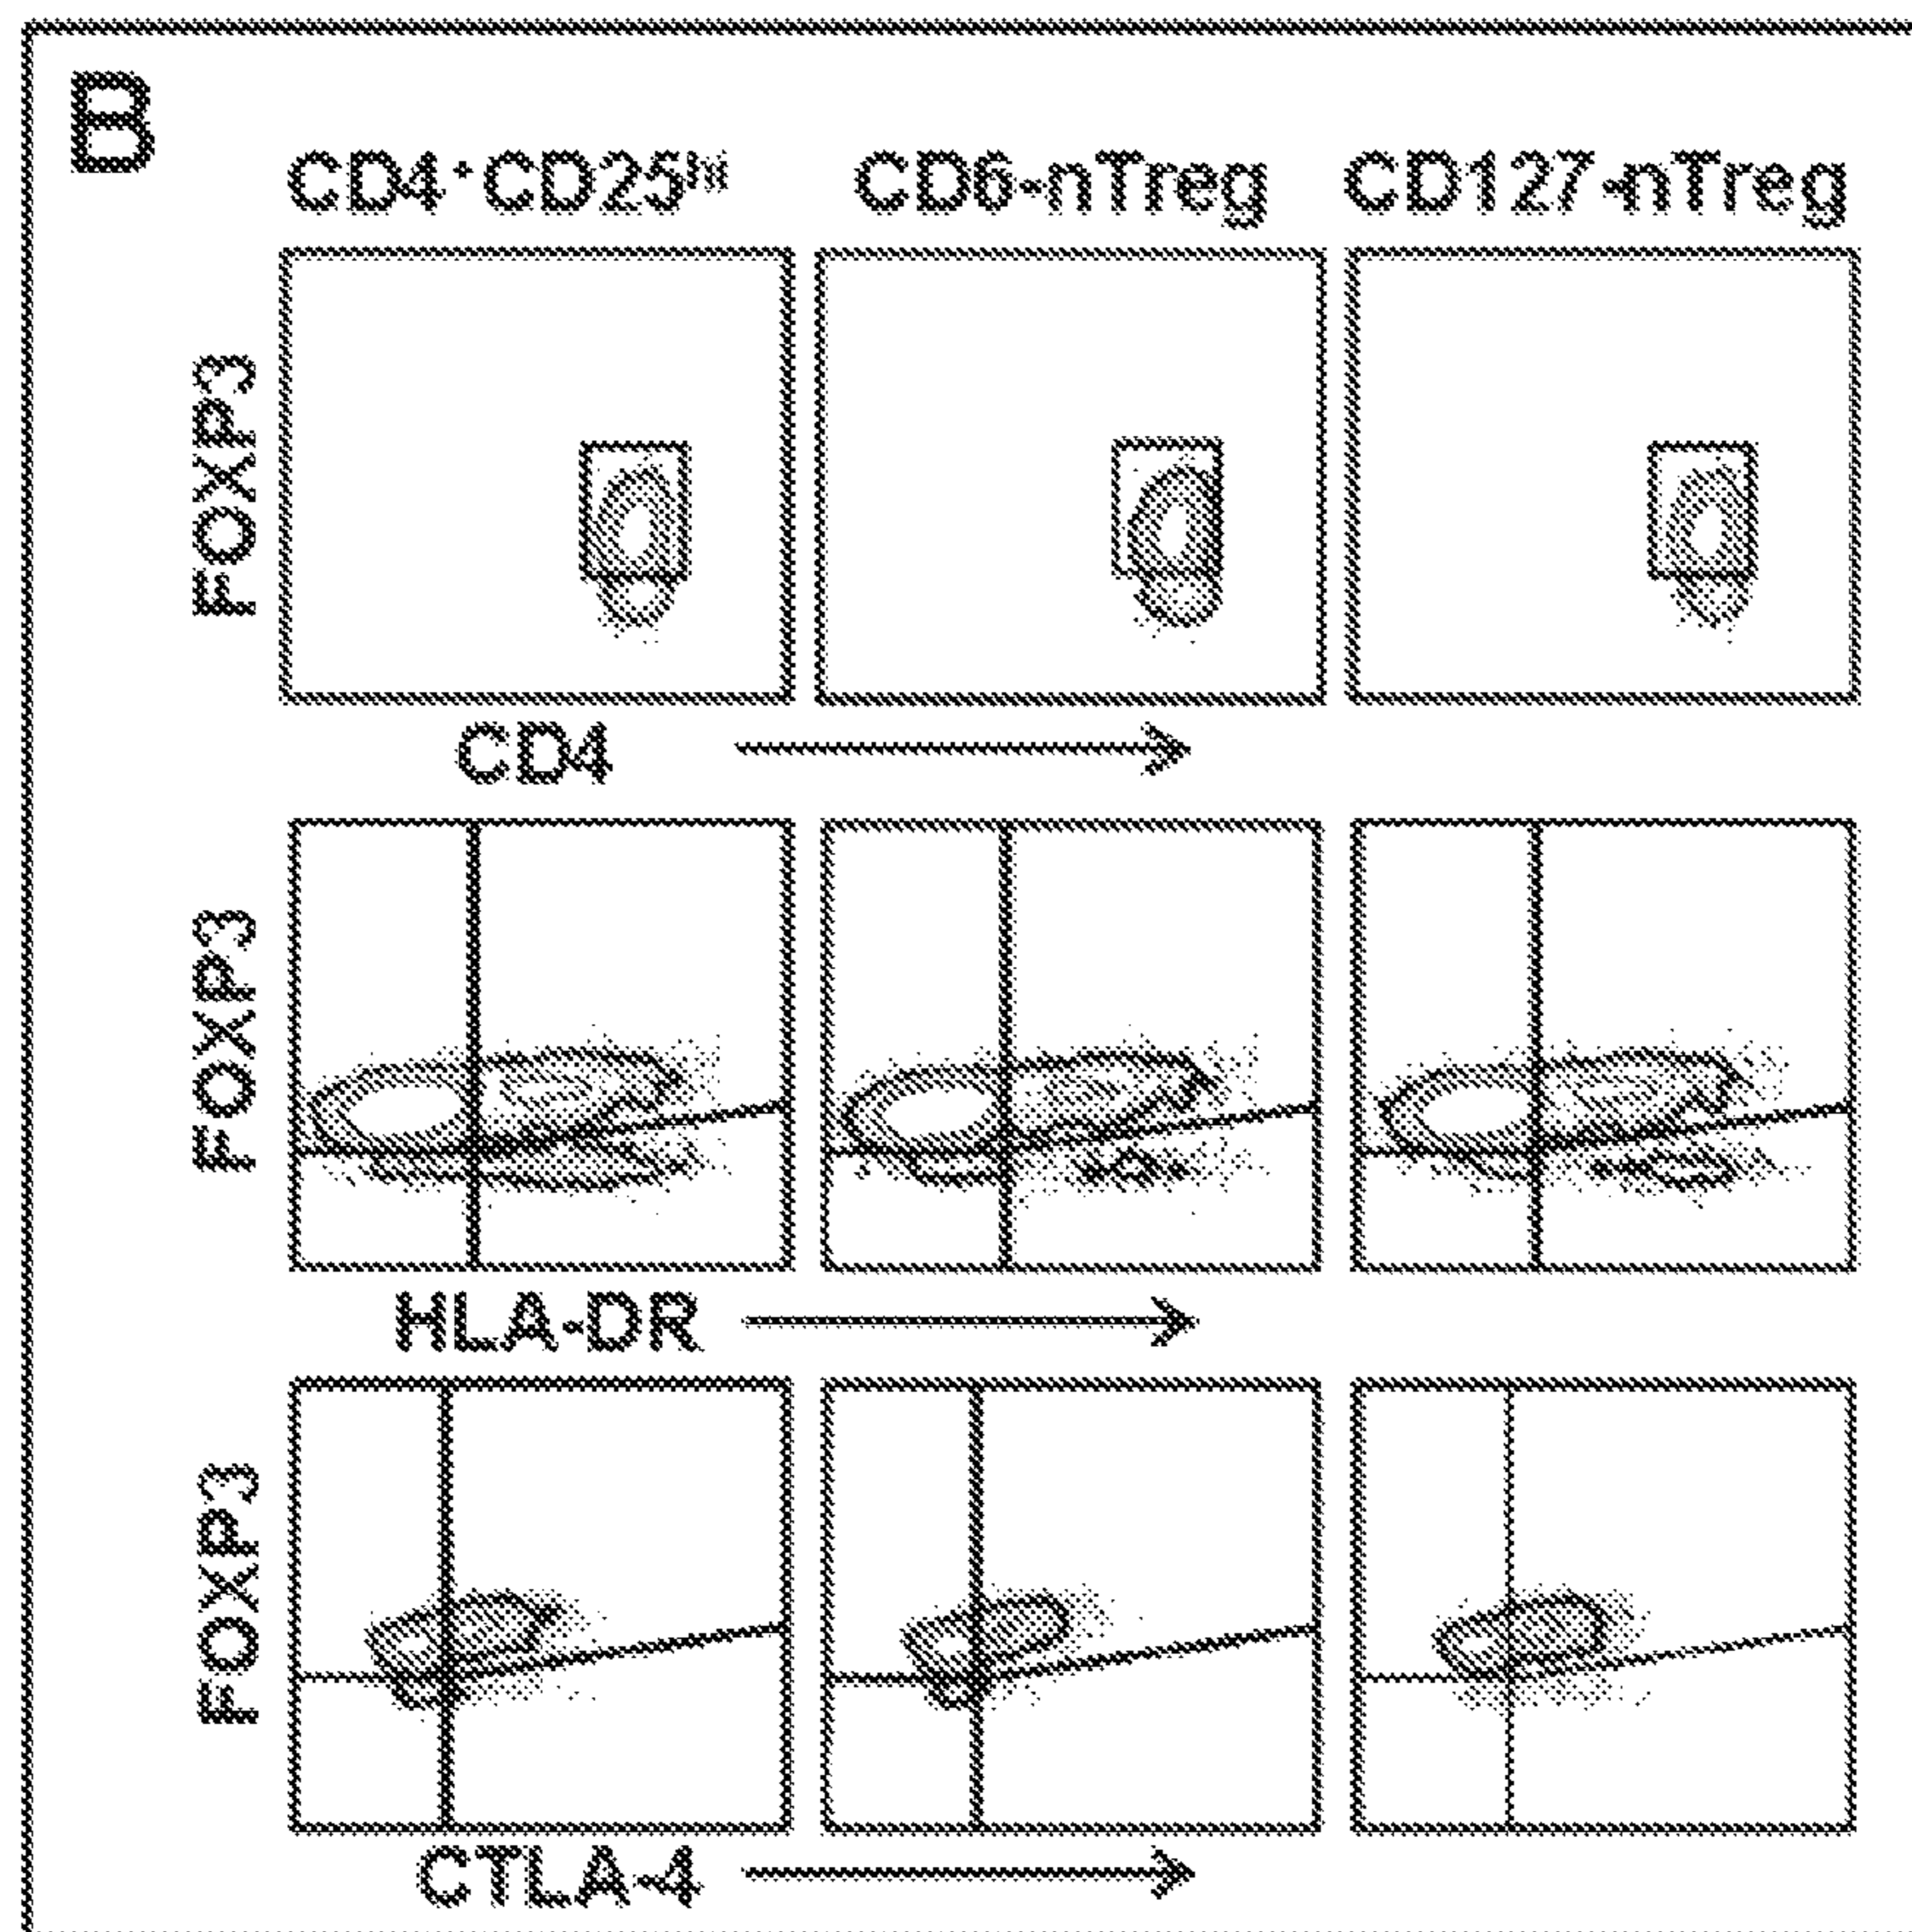 B
CD4⁺CD25ʰⁱ CD6-nTreg CD127-nTreg
FOXP3
CD4
FOXP3
HLA-DR
FOXP3
CTLA-4